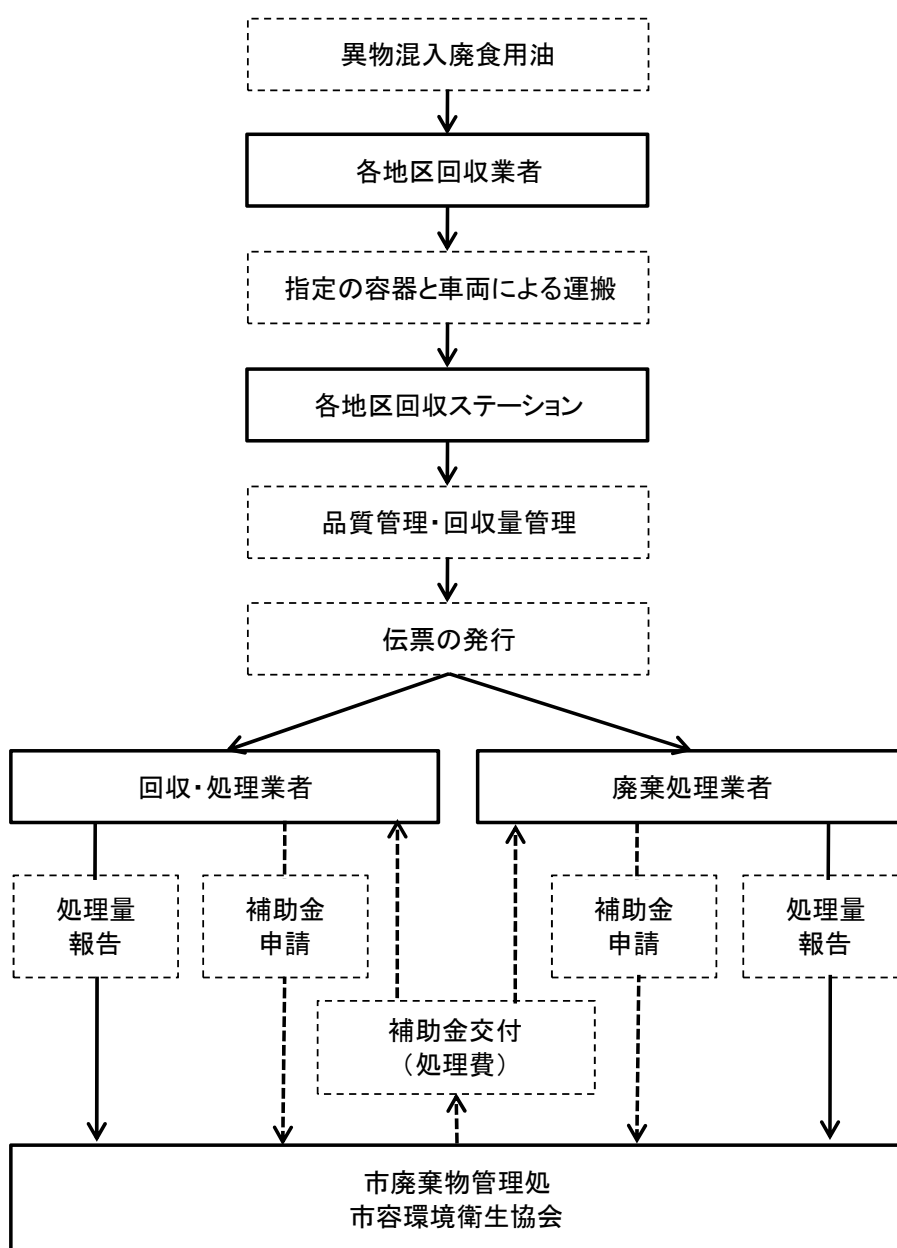 異物混入廃食用油
各地区回収業者
指定の容器と車両による運搬
各地区回収ステーション
品質管理・回収量管理
伝票の発行
回収・処理業者
廃棄処理業者
処理量
報告
補助金
申請
補助金
申請
処理量
報告
補助金交付
（処理費）
市廃棄物管理処
市容環境衛生協会